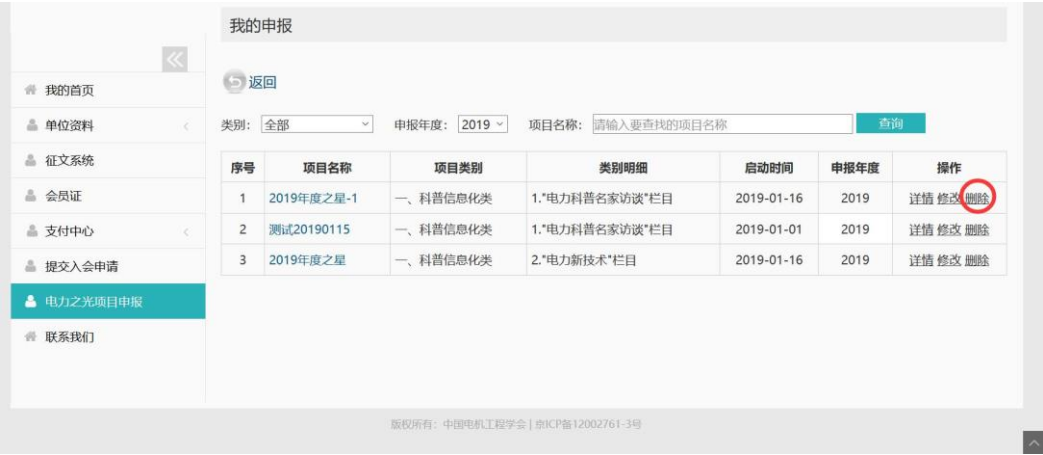 我的申报
返回
我的首页
单位资料
征文系统
会员证
支付中心
提交入会申请
电力之光项目申报
联系我们
类别： 全部 申报年度： 2019 项目名称： 请输入要查找的项目名称 查询
序号 项目名称 项目类别 类别明细 启动时间 申报年度 操作
1 2019年度之星-1 一、科普信息化类 1."电力科普名家访谈"栏目 2019-01-16 2019 详情 修改 删除
2 测试20190115 一、科普信息化类 1."电力科普名家访谈"栏目 2019-01-01 2019 详情 修改 删除
3 2019年度之星 一、科普信息化类 2."电力新技术"栏目 2019-01-16 2019 详情 修改 删除
版权所有：中国电机工程学会 | 京ICP备12002761-3号